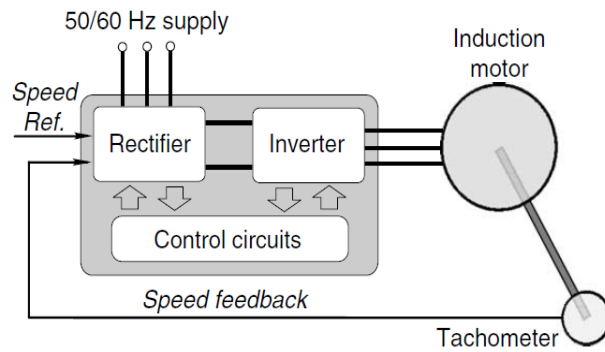 50/60 Hz supply
Induction
motor
Speed
Ref.
Rectifier
Inverter
Control circuits
Speed feedback
Tachometer